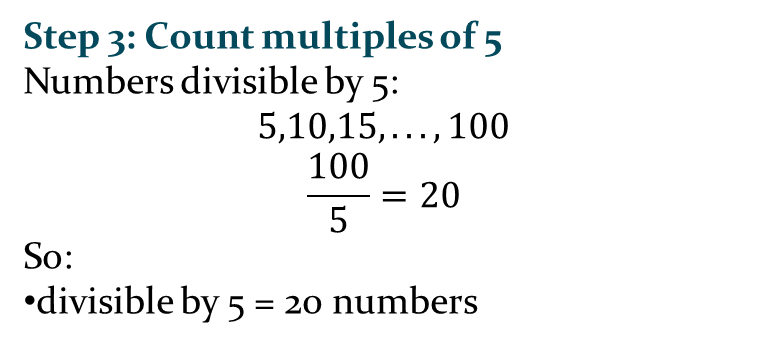 Step 3: Count multiples of 5
Numbers divisible by 5:
5,10,15,…, 100
100
5
= 20
So:
•divisible by 5 = 20 numbers